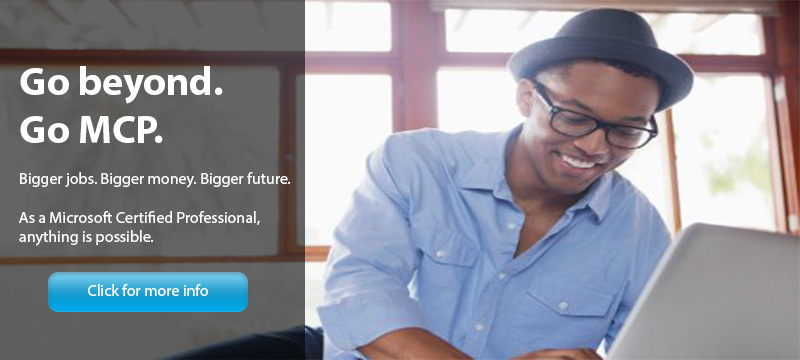 Go beyond.
Go MCP.
Bigger jobs. Bigger money. Bigger future.
As a Microsoft Certified Professional,
anything is possible.
Click for more info